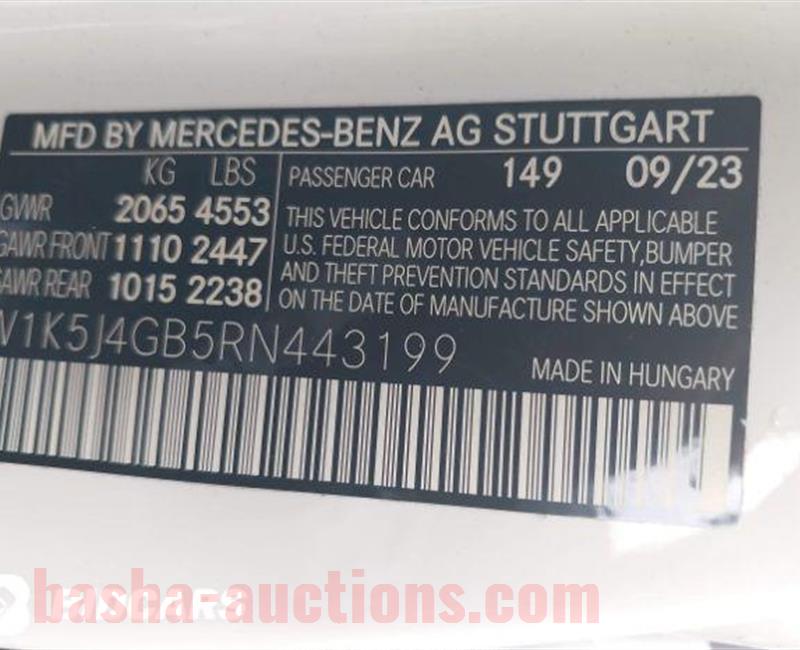 MFD BY MERCEDES-BENZ AG STUTTGART
KG LBS
GVWR 2065 4553
GAWR FRONT 1110 2447
GAWR REAR 1015 2238
PASSENGER CAR 149 09/23
THIS VEHICLE CONFORMS TO ALL APPLICABLE
U.S. FEDERAL MOTOR VEHICLE SAFETY,BUMPER
AND THEFT PREVENTION STANDARDS IN EFFECT
ON THE DATE OF MANUFACTURE SHOWN ABOVE
W1K5J4GB5RN443199
MADE IN HUNGARY
basha-auctions.com